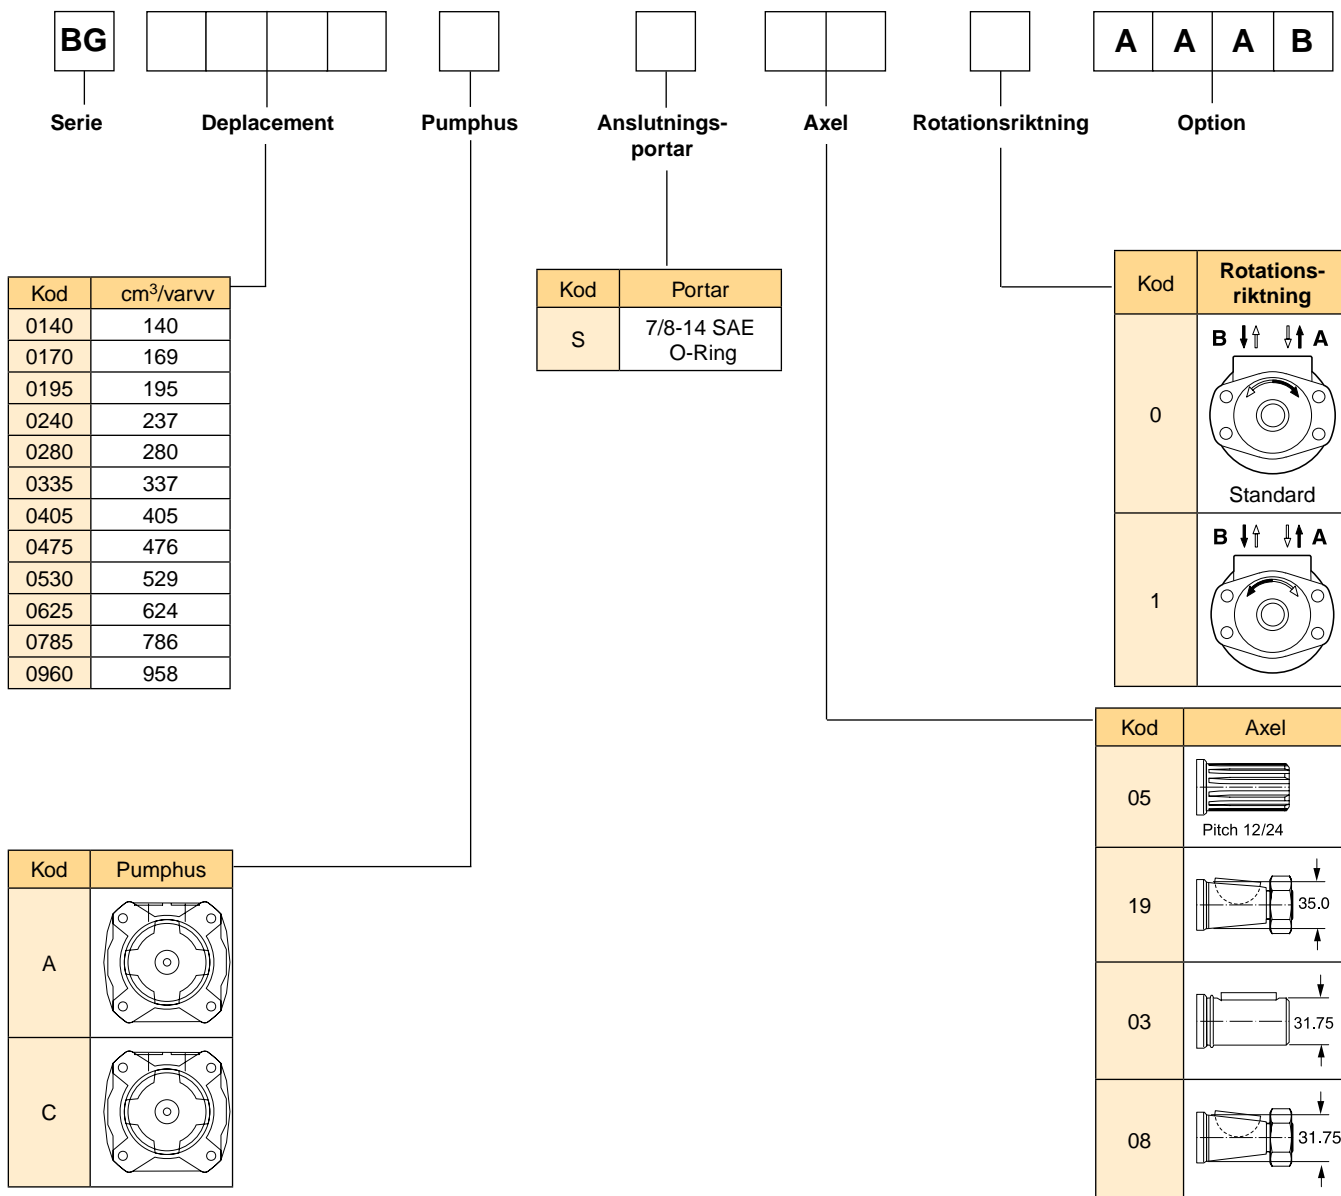 BG A A A B
Serie Deplacement Pumphus Anslutnings- Axel Rotationsriktning Option
portar
Kod cm³/varvv
0140 140
0170 169
0195 195
0240 237
0280 280
0335 337
0405 405
0475 476
0530 529
0625 624
0785 786
0960 958
Kod Portar
S 7/8-14 SAE
O-Ring
Kod Rotations-
riktning
B A
0
Standard
B A
1
Kod Axel
05
Pitch 12/24
19 35.0
03 31.75
08 31.75
Kod Pumphus
A
C